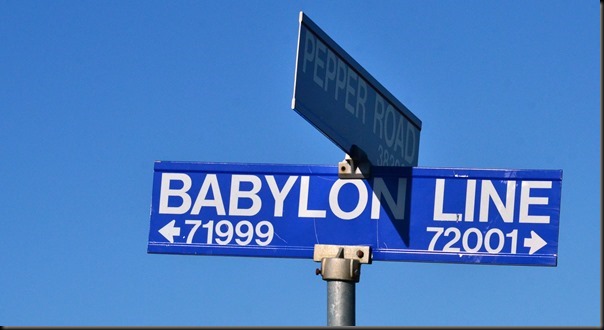 PEPPER ROAD
BABYLON LINE
←71999 72001→